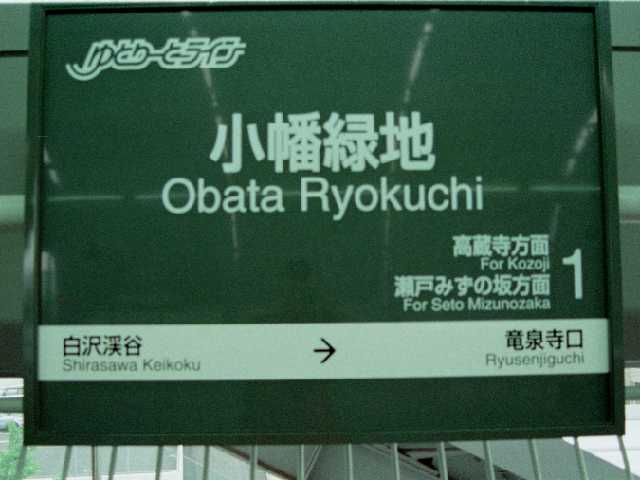 ゆとりーとライン
小幡緑地
Obata Ryokuchi
高蔵寺方面
For Kozoji
瀬戸みずの坂方面
For Seto Mizunozaka
1
白沢渓谷
Shirasawa Keikoku
→
竜泉寺口
Ryusenjiguchi